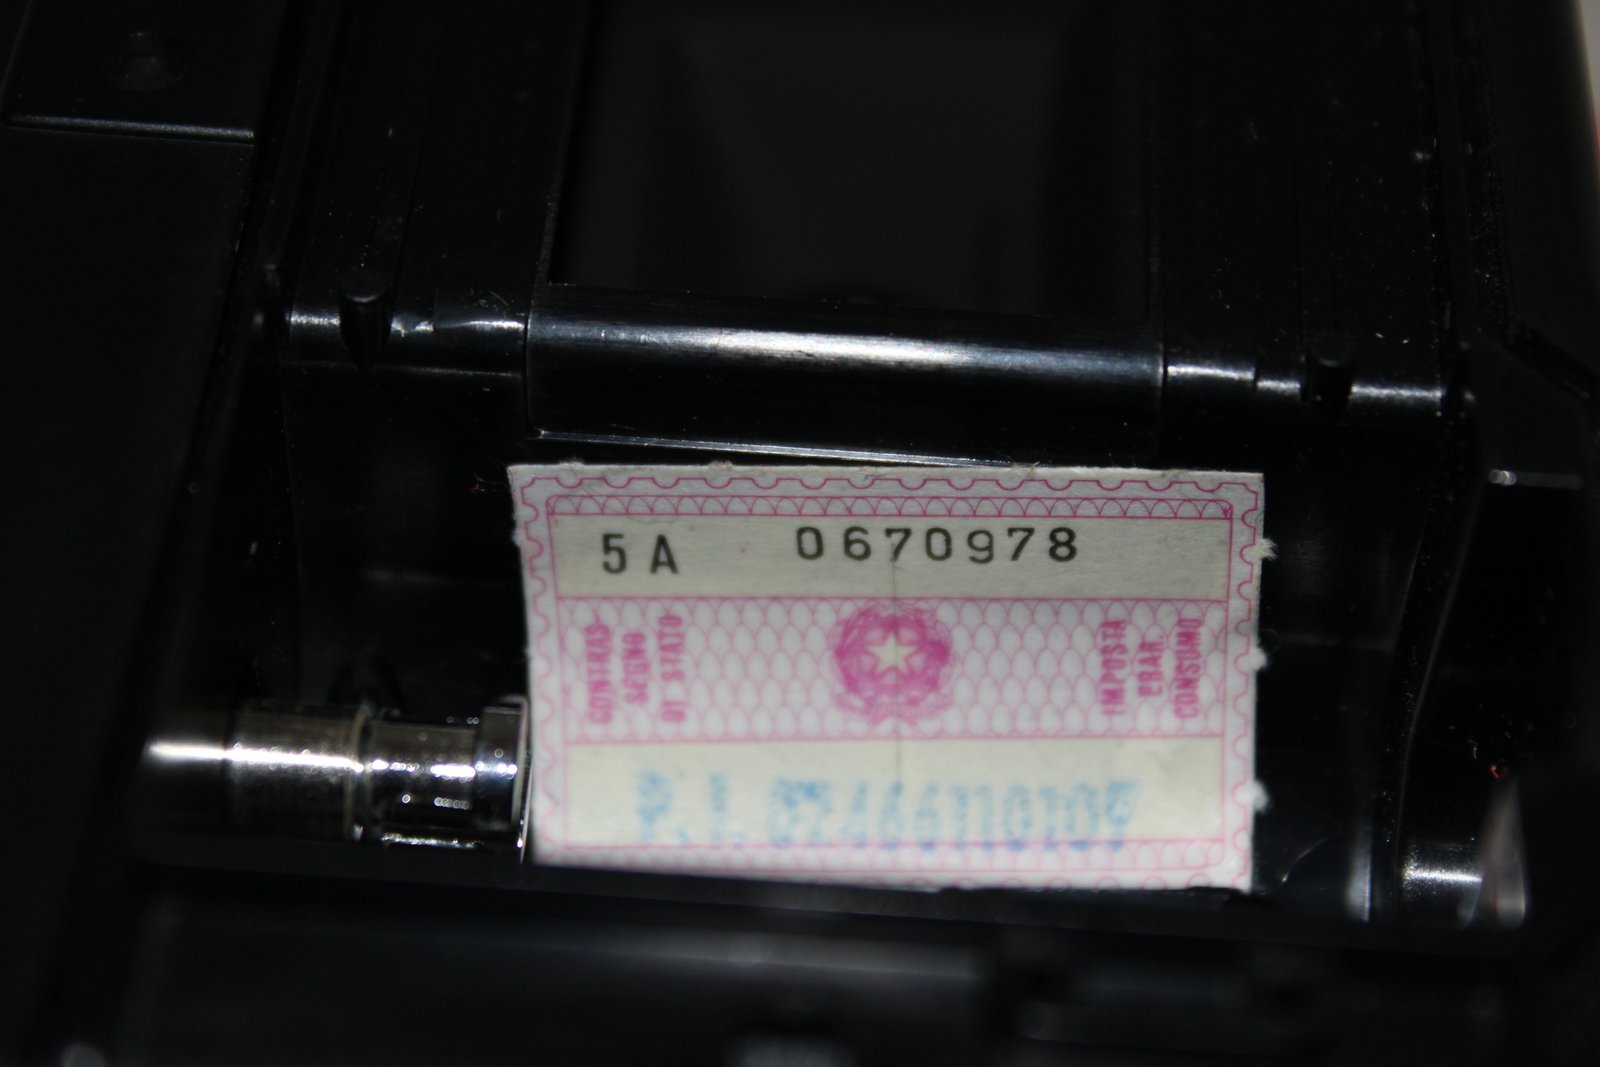 5A 0670978
CONTRAS-
SEGNO
DI STATO
IMPOSTA
ERAR.
CONSUMO
P.I.